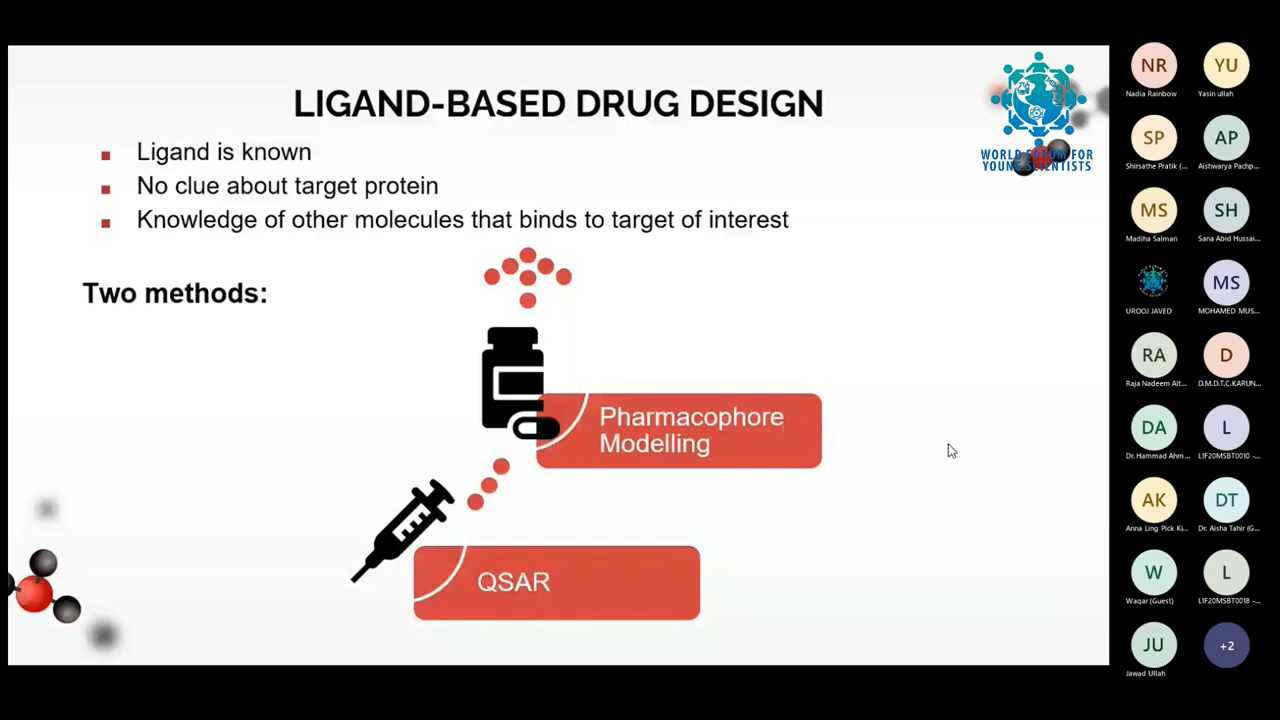 LIGAND-BASED DRUG DESIGN
WORLD FORUM FOR
YOUNG SCIENTISTS
Ligand is known
No clue about target protein
Knowledge of other molecules that binds to target of interest
Two methods:
Pharmacophore
Modelling
QSAR
NR
Nadia Rainbow
YU
Yasin ullah
SP
Shirsathe Pratik (...
AP
Aishwarya Pachp...
MS
Madiha Salman
SH
Sana Abid Hussai...
UROOJ JAVED
MS
MOHAMED MUS...
RA
Raja Nadeem Alt...
D
D.M.D.T.C.KARUN...
DA
Dr. Hammad Ahm...
L
L1F20MSBT0010 -...
AK
Anna Ling Pick Ki...
DT
Dr. Aisha Tahir (G...
W
Waqar (Guest)
L
L1F20MSBT0018 -...
JU
Jawad Ullah
+2